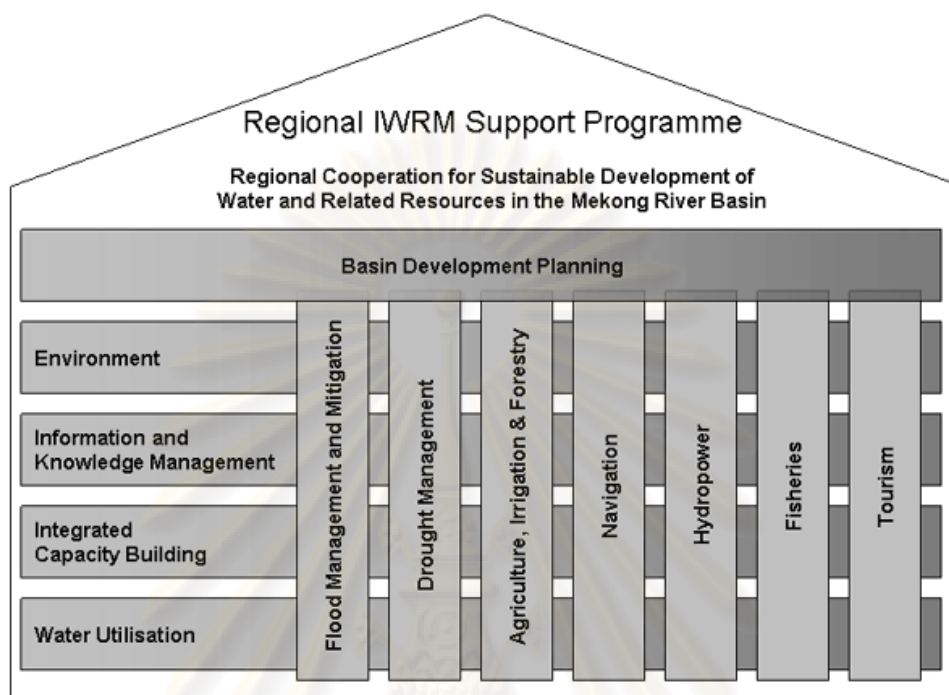 Regional IWRM Support Programme
Regional Cooperation for Sustainable Development of
Water and Related Resources in the Mekong River Basin
Basin Development Planning
Environment
Information and
Knowledge Management
Integrated
Capacity Building
Water Utilisation
Flood Management and Mitigation
Drought Management
Agriculture, Irrigation & Forestry
Navigation
Hydropower
Fisheries
Tourism